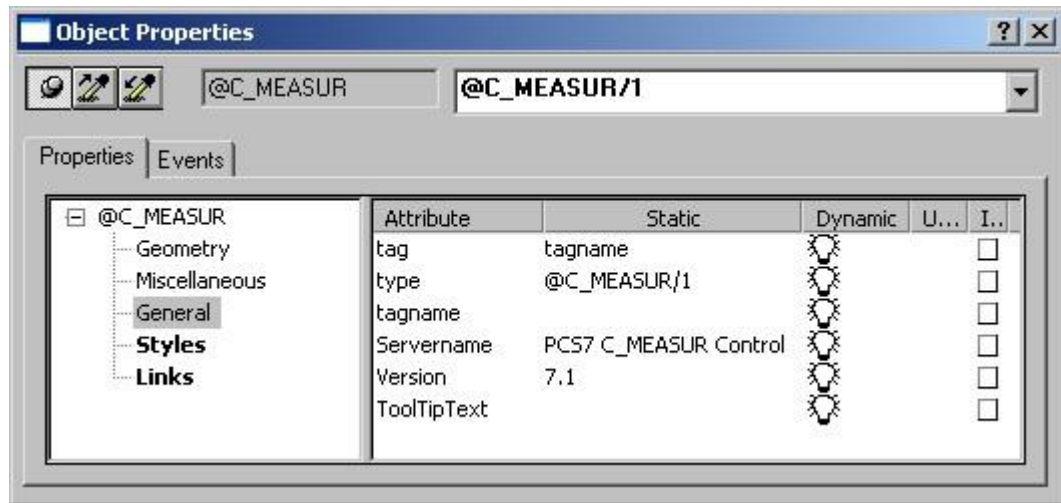 Object Properties
@C_MEASUR
@C_MEASUR/1
Properties
Events
@C_MEASUR
Geometry
Miscellaneous
General
Styles
Links
Attribute Static Dynamic U... I..
tag tagname
type @C_MEASUR/1
tagname
Servername PCS7 C_MEASUR Control
Version 7.1
ToolTipText